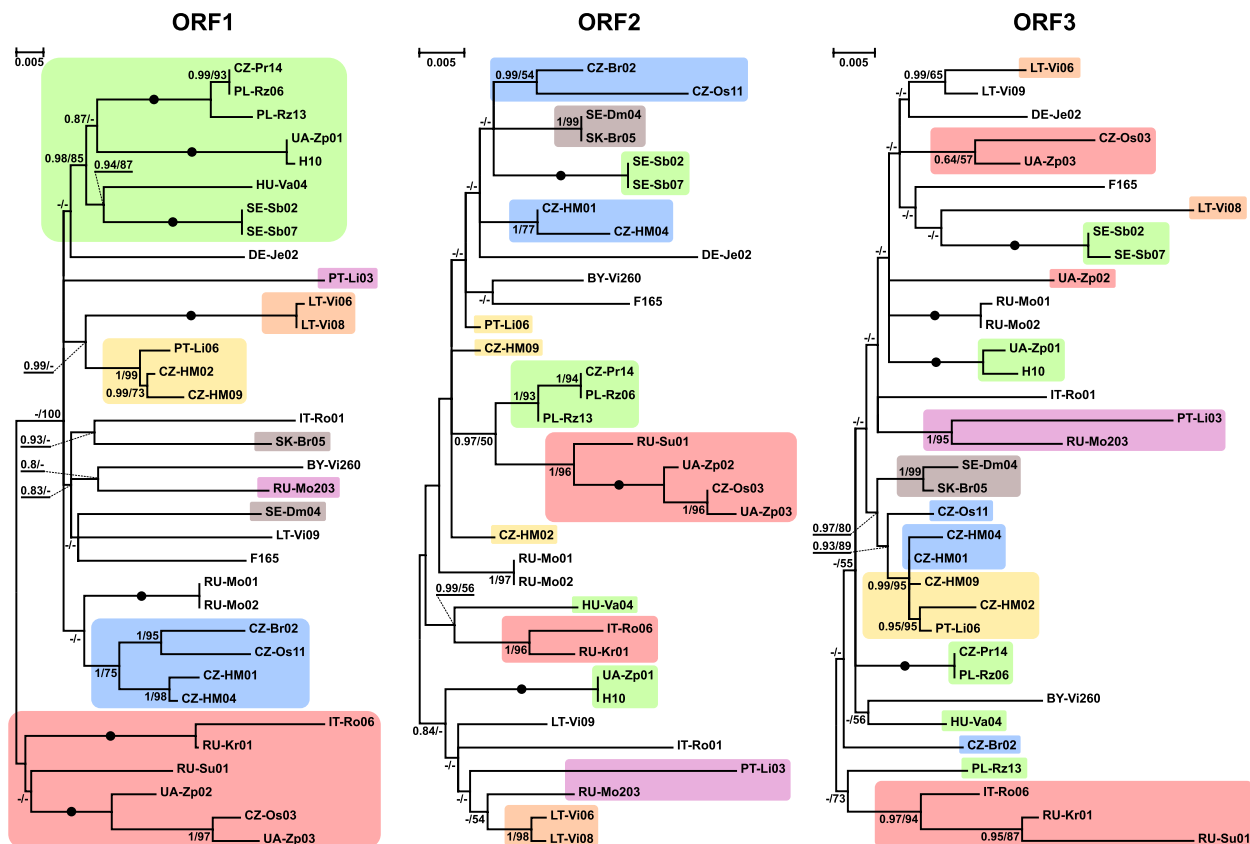 ORF1
0.005
0.99/93
CZ-Pr14
PL-Rz06
PL-Rz13
0.87/-
UA-Zp01
H10
0.98/85
0.94/87
HU-Va04
SE-Sb02
SE-Sb07
-/-
DE-Je02
PT-Li03
LT-Vi06
LT-Vi08
0.99/-
PT-Li06
1/99
CZ-HM02
0.99/73
CZ-HM09
-/100
IT-Ro01
0.93/-
SK-Br05
0.8/-
BY-Vi260
RU-Mo203
0.83/-
SE-Dm04
LT-Vi09
-/-
F165
RU-Mo01
RU-Mo02
-/-
1/95
CZ-Br02
CZ-Os11
1/75
CZ-HM01
1/98
CZ-HM04
IT-Ro06
RU-Kr01
RU-Su01
-/-
UA-Zp02
CZ-Os03
1/97
UA-Zp03
ORF2
0.005
0.99/54
CZ-Br02
CZ-Os11
-/-
1/99
SE-Dm04
SK-Br05
SE-Sb02
SE-Sb07
-/-
CZ-HM01
1/77
CZ-HM04
DE-Je02
-/-
BY-Vi260
-/-
F165
PT-Li06
CZ-HM09
1/94
CZ-Pr14
PL-Rz06
1/93
PL-Rz13
0.97/50
RU-Su01
1/96
UA-Zp02
CZ-Os03
1/96
UA-Zp03
CZ-HM02
RU-Mo01
1/97
RU-Mo02
0.99/56
HU-Va04
IT-Ro06
1/96
RU-Kr01
UA-Zp01
H10
0.84/-
LT-Vi09
IT-Ro01
-/-
PT-Li03
-/-
RU-Mo203
-/54
LT-Vi06
1/98
LT-Vi08
ORF3
0.005
0.99/65
LT-Vi06
LT-Vi09
-/-
DE-Je02
-/-
CZ-Os03
0.64/57
UA-Zp03
F165
-/-
LT-Vi08
-/-
SE-Sb02
SE-Sb07
-/-
UA-Zp02
RU-Mo01
RU-Mo02
UA-Zp01
H10
-/-
IT-Ro01
PT-Li03
1/95
RU-Mo203
1/99
SE-Dm04
SK-Br05
0.97/80
CZ-Os11
0.93/89
CZ-HM04
CZ-HM01
-/55
0.99/95
CZ-HM09
CZ-HM02
0.95/95
PT-Li06
-/-
CZ-Pr14
PL-Rz06
BY-Vi260
-/56
HU-Va04
-/-
CZ-Br02
PL-Rz13
-/73
IT-Ro06
0.97/94
RU-Kr01
0.95/87
RU-Su01